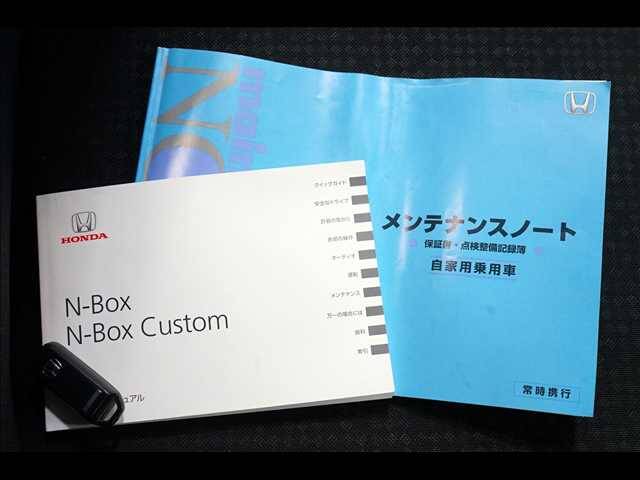 HONDA
N-Box
N-Box Custom
クイックガイド
安全なドライブ
計器の見かた
各部の操作
オーディオ
運転
メンテナンス
万一の場合には
資料
索引
ュアル
メンテナンスノート
保証書・点検整備記録簿
自家用乗用車
常時携行